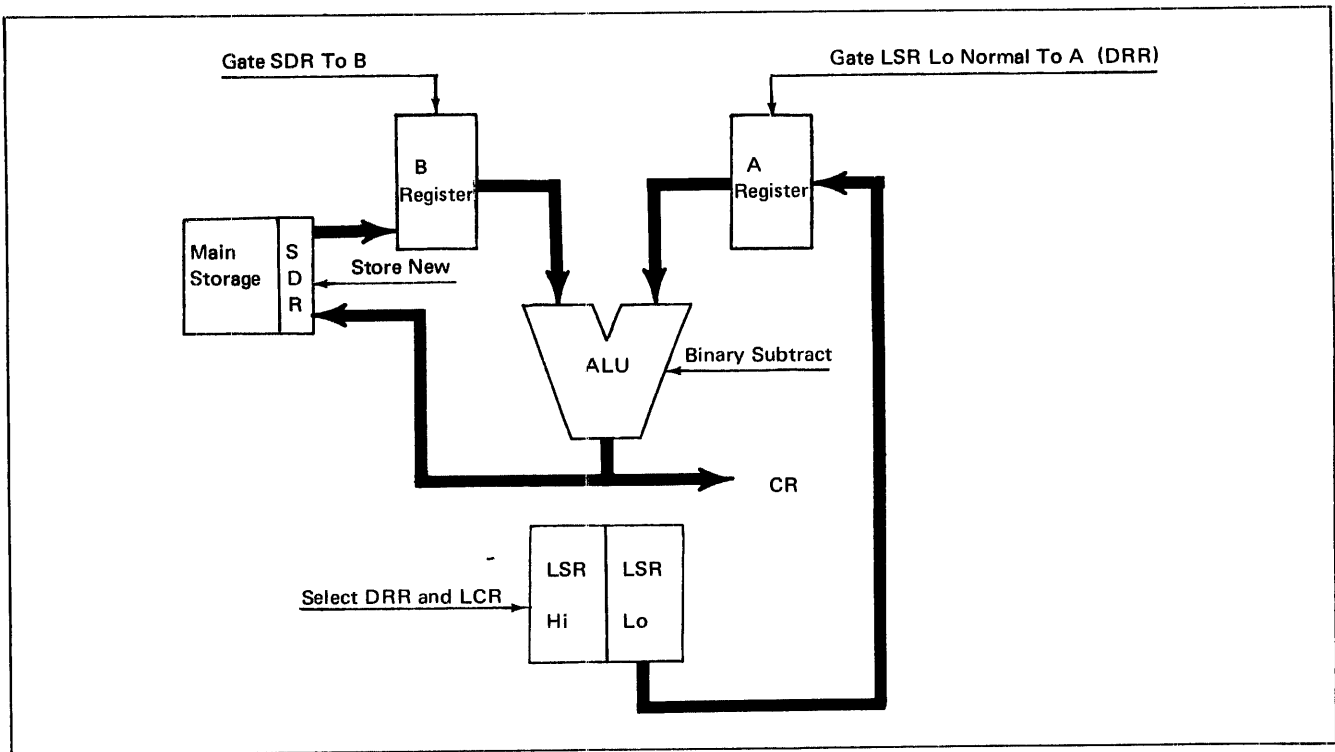 Gate SDR To B
Gate LSR Lo Normal To A (DRR)
B
Register
A
Register
Main
Storage
S
D
R
Store New
ALU
Binary Subtract
CR
LSR
Hi
LSR
Lo
Select DRR and LCR